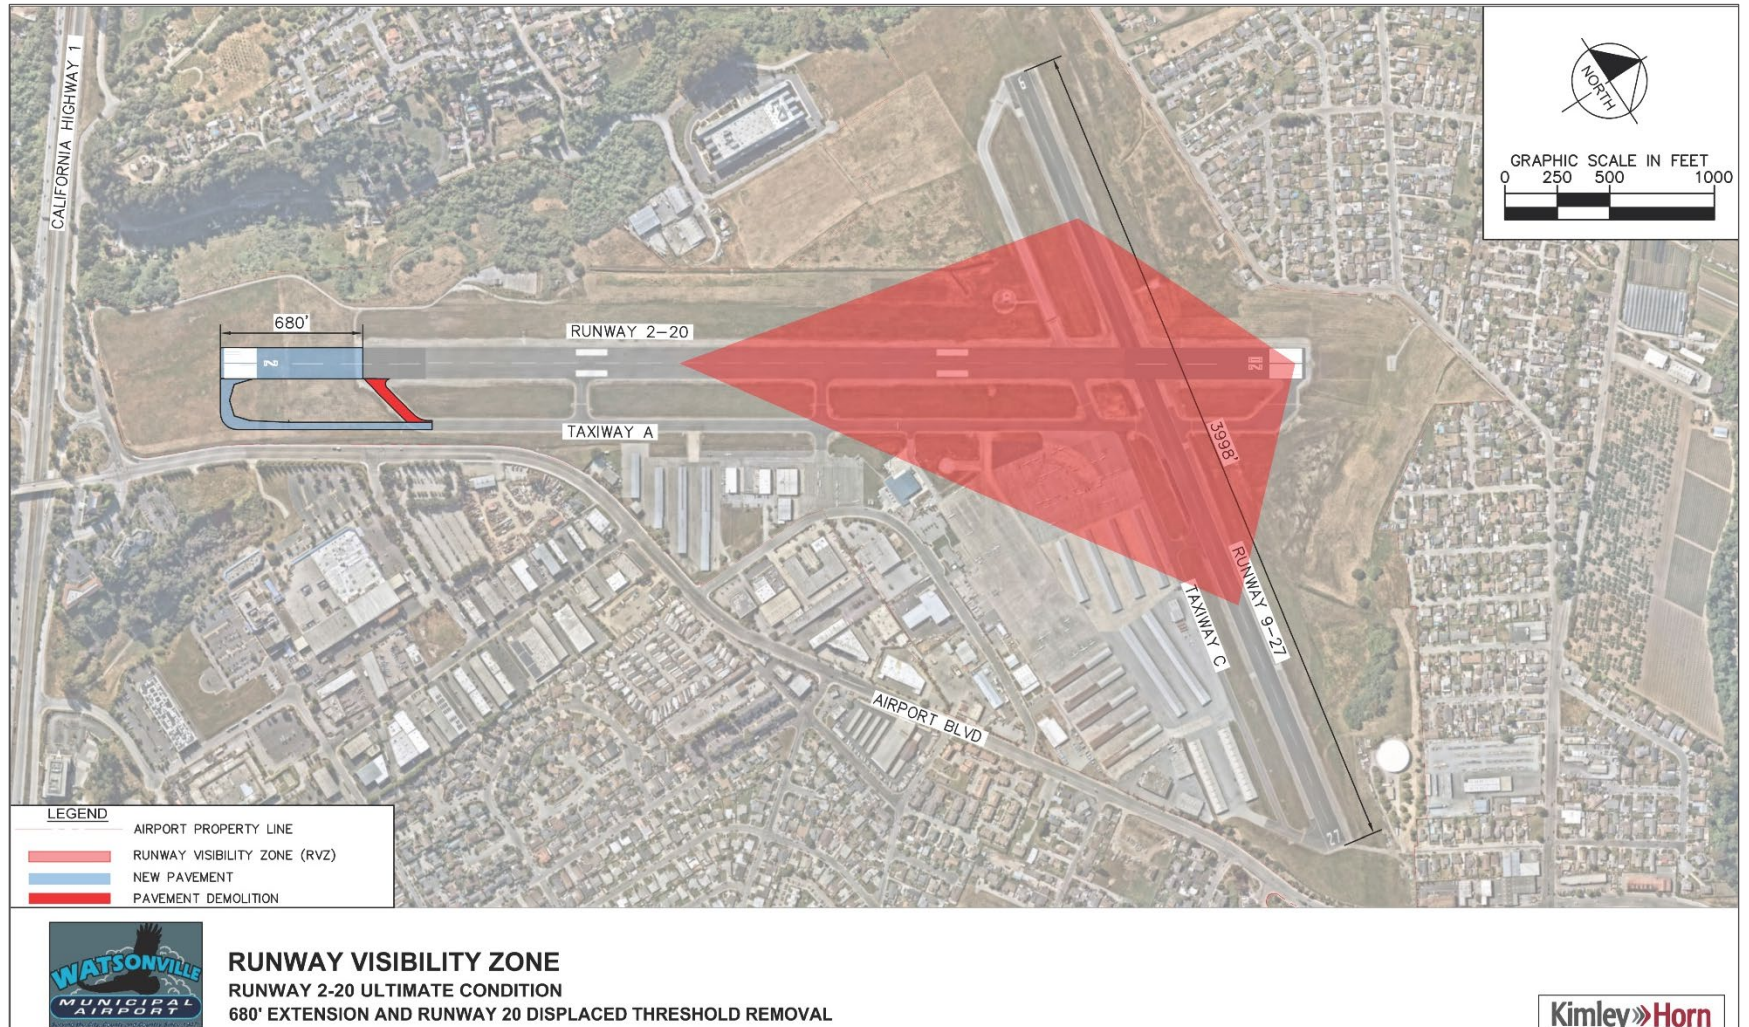 CALIFORNIA HIGHWAY 1
NORTH
GRAPHIC SCALE IN FEET
0 250 500 1000
9
680'
RUNWAY 2-20
2
20
TAXIWAY A
3998'
RUNWAY 9-27
TAXIWAY C
AIRPORT BLVD
27
LEGEND
AIRPORT PROPERTY LINE
RUNWAY VISIBILITY ZONE (RVZ)
NEW PAVEMENT
PAVEMENT DEMOLITION
WATSONVILLE
MUNICIPAL
AIRPORT
RUNWAY VISIBILITY ZONE
RUNWAY 2-20 ULTIMATE CONDITION
680' EXTENSION AND RUNWAY 20 DISPLACED THRESHOLD REMOVAL
Kimley»Horn